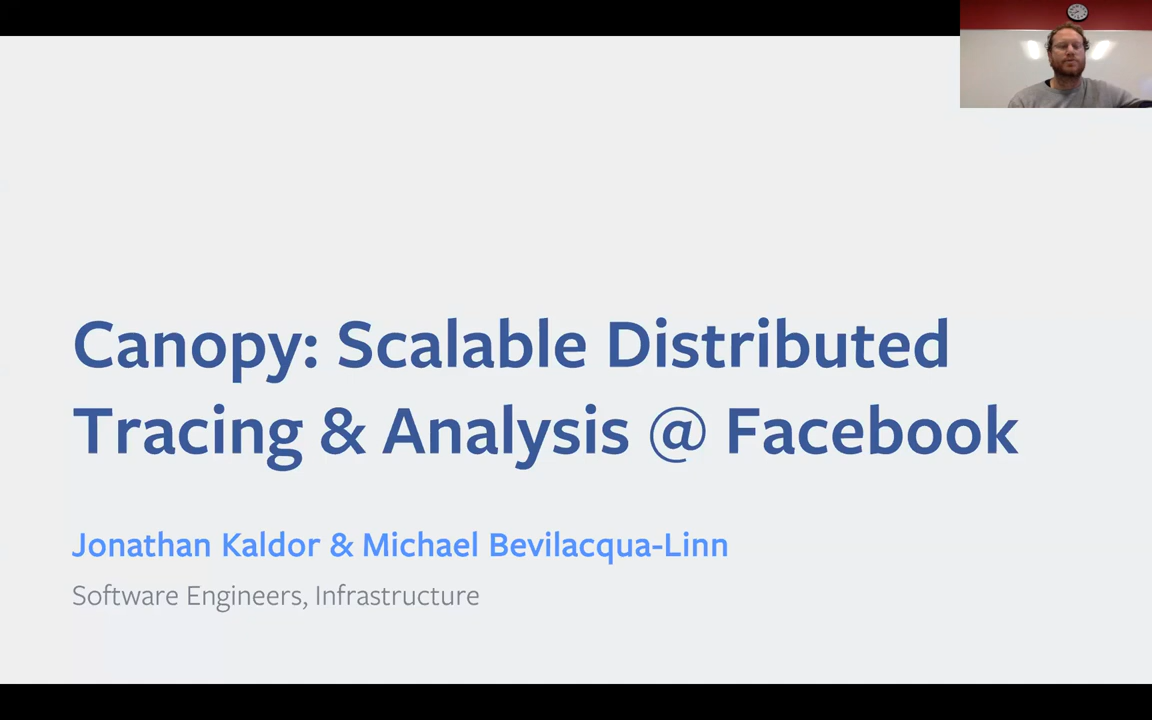 Canopy: Scalable Distributed
Tracing & Analysis @ Facebook
Jonathan Kaldor & Michael Bevilacqua-Linn
Software Engineers, Infrastructure